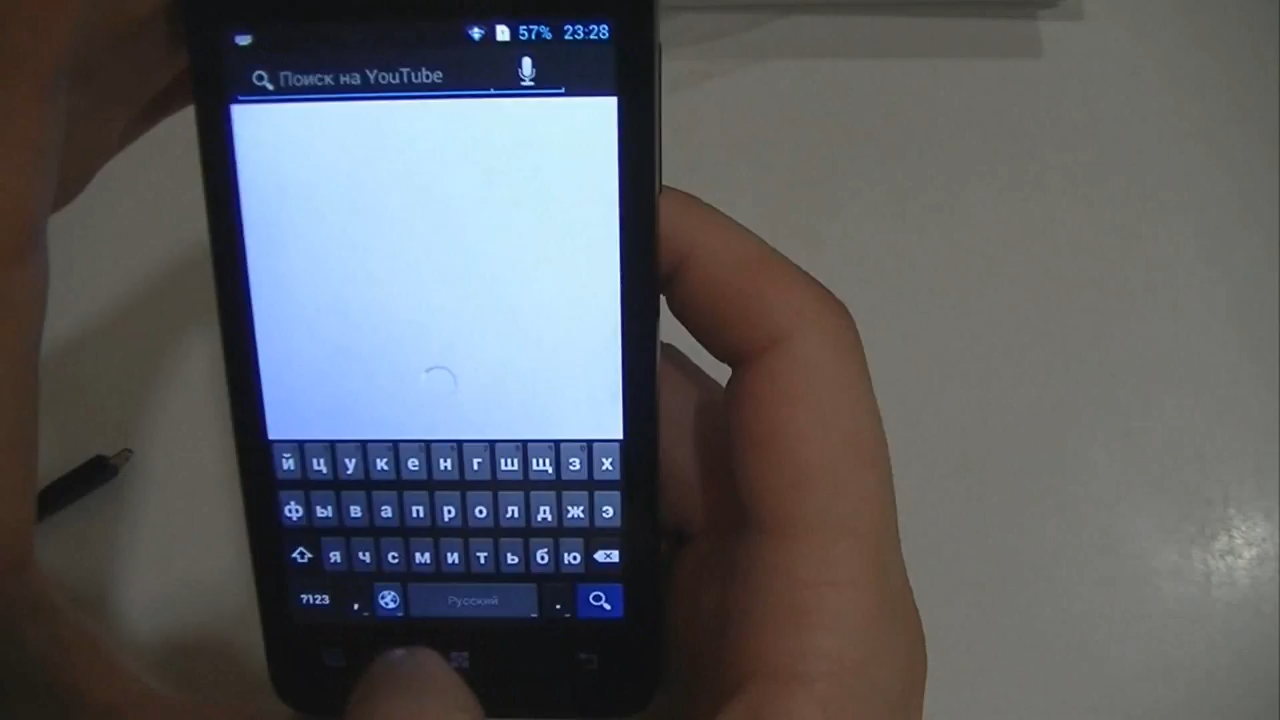 57% 23:28
Поиск на YouTube
й ц у к е н г ш щ з х
ф ы в а п р о л д ж э
я ч с м и т ь б ю
?123 , Русский .